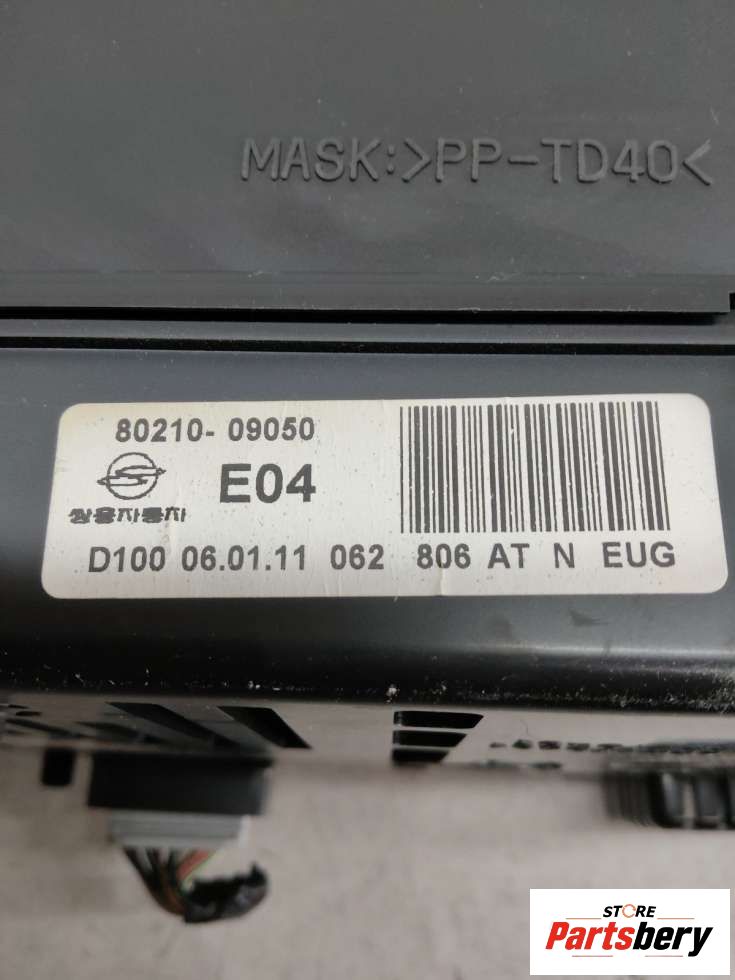 MASK:>PP-TD40<
80210- 09050
E04
쌍용자동차
D100 06.01.11 062 806 AT N EUG
STORE
Partsbery